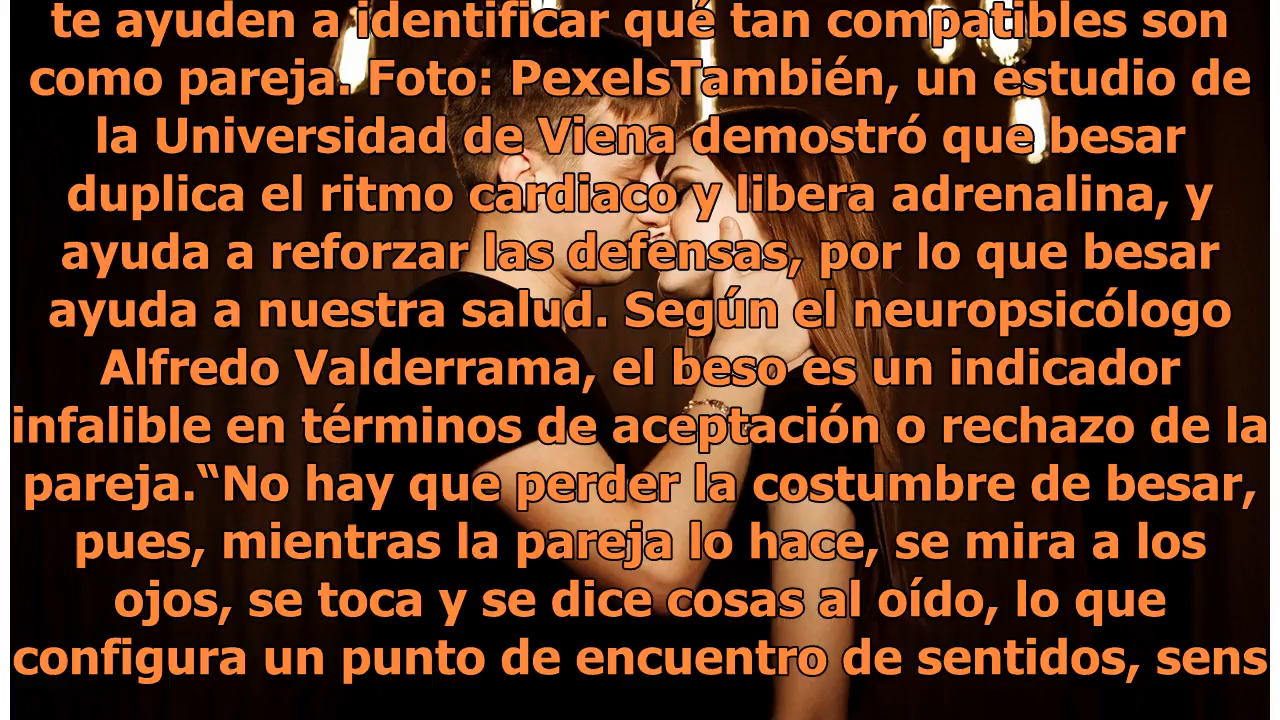 te ayuden a identificar qué tan compatibles son
como pareja. Foto: PexelsTambién, un estudio de
la Universidad de Viena demostró que besar
duplica el ritmo cardiaco y libera adrenalina, y
ayuda a reforzar las defensas, por lo que besar
ayuda a nuestra salud. Según el neuropsicólogo
Alfredo Valderrama, el beso es un indicador
infalible en términos de aceptación o rechazo de la
pareja.“No hay que perder la costumbre de besar,
pues, mientras la pareja lo hace, se mira a los
ojos, se toca y se dice cosas al oído, lo que
configura un punto de encuentro de sentidos, sens